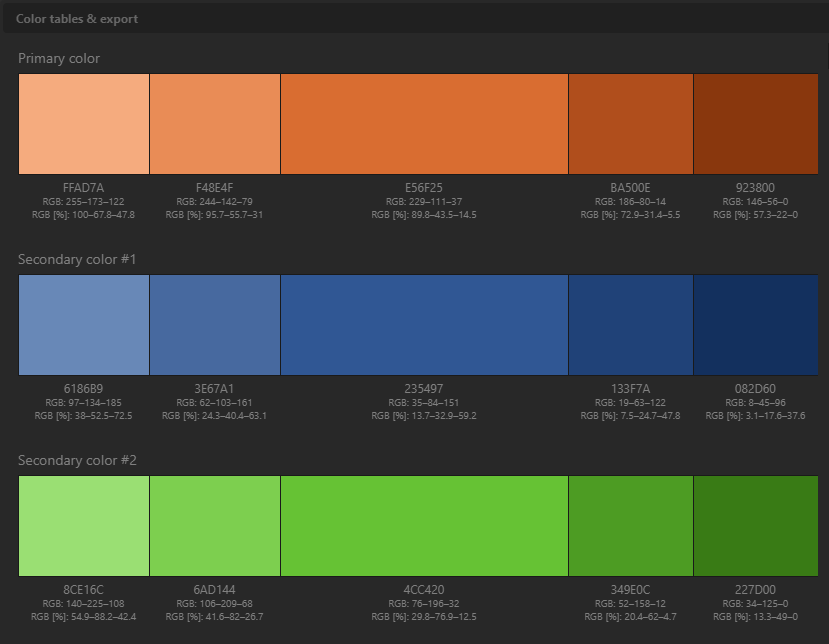 Color tables & export
Primary color
FFAD7A F48E4F E56F25 BA500E 923800
RGB: 255–173–122 RGB: 244–142–79 RGB: 229–111–37 RGB: 186–80–14 RGB: 146–56–0
RGB [%]: 100–67.8–47.8 RGB [%]: 95.7–55.7–31 RGB [%]: 89.8–43.5–14.5 RGB [%]: 72.9–31.4–5.5 RGB [%]: 57.3–22–0
Secondary color #1
6186B9 3E67A1 235497 133F7A 082D60
RGB: 97–134–185 RGB: 62–103–161 RGB: 35–84–151 RGB: 19–63–122 RGB: 8–45–96
RGB [%]: 38–52.5–72.5 RGB [%]: 24.3–40.4–63.1 RGB [%]: 13.7–32.9–59.2 RGB [%]: 7.5–24.7–47.8 RGB [%]: 3.1–17.6–37.6
Secondary color #2
8CE16C 6AD144 4CC420 349E0C 227D00
RGB: 140–225–108 RGB: 106–209–68 RGB: 76–196–32 RGB: 52–158–12 RGB: 34–125–0
RGB [%]: 54.9–88.2–42.4 RGB [%]: 41.6–82–26.7 RGB [%]: 29.8–76.9–12.5 RGB [%]: 20.4–62–4.7 RGB [%]: 13.3–49–0